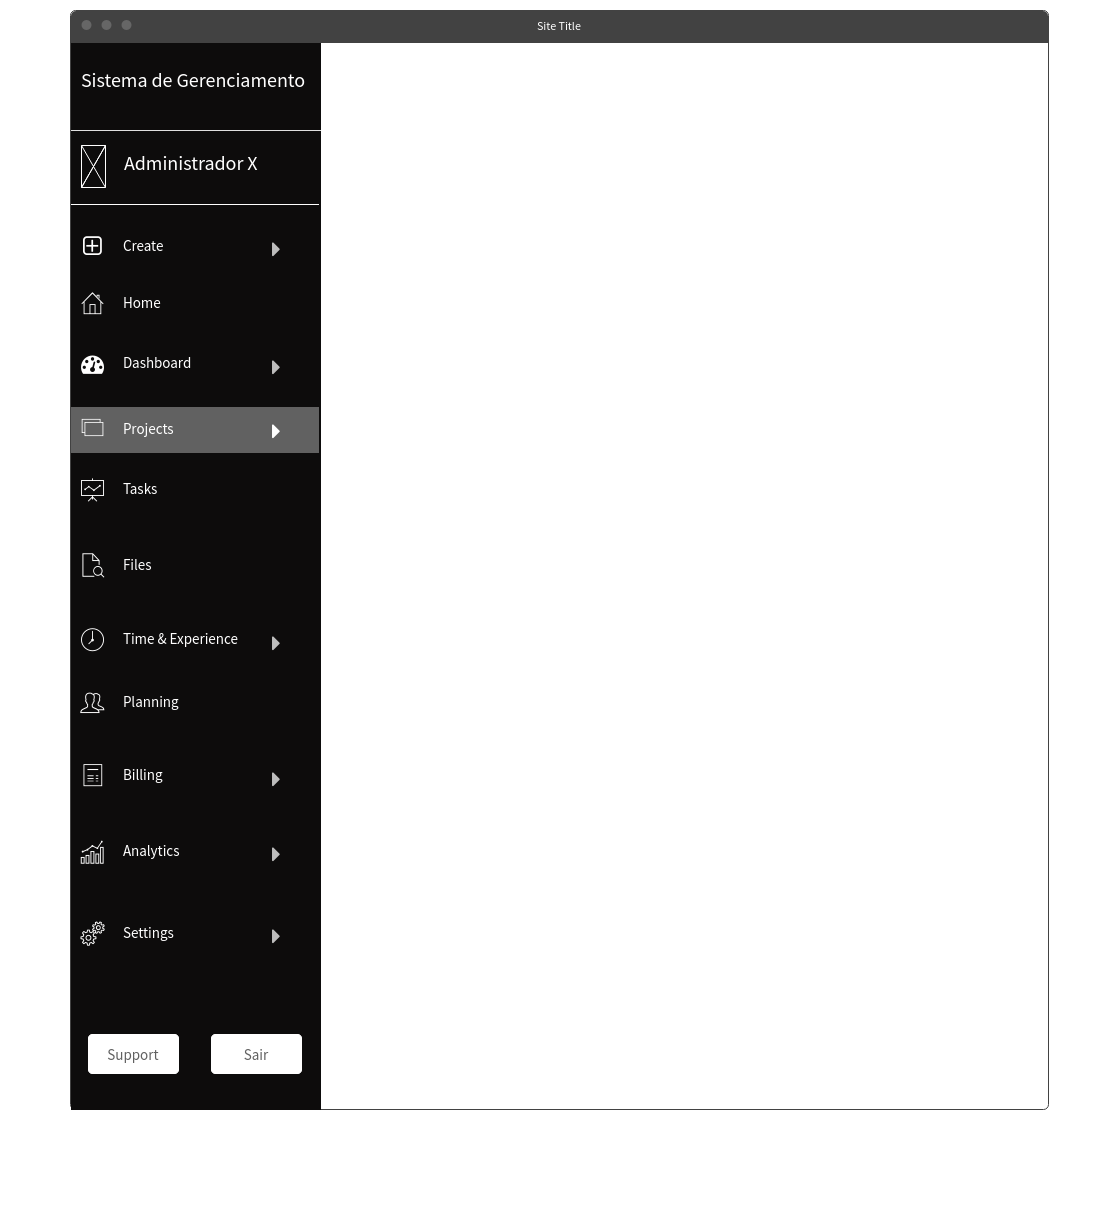 Site Title
Sistema de Gerenciamento
Administrador X
Create
Home
Dashboard
Projects
Tasks
Files
Time & Experience
Planning
Billing
Analytics
Settings
Support
Sair